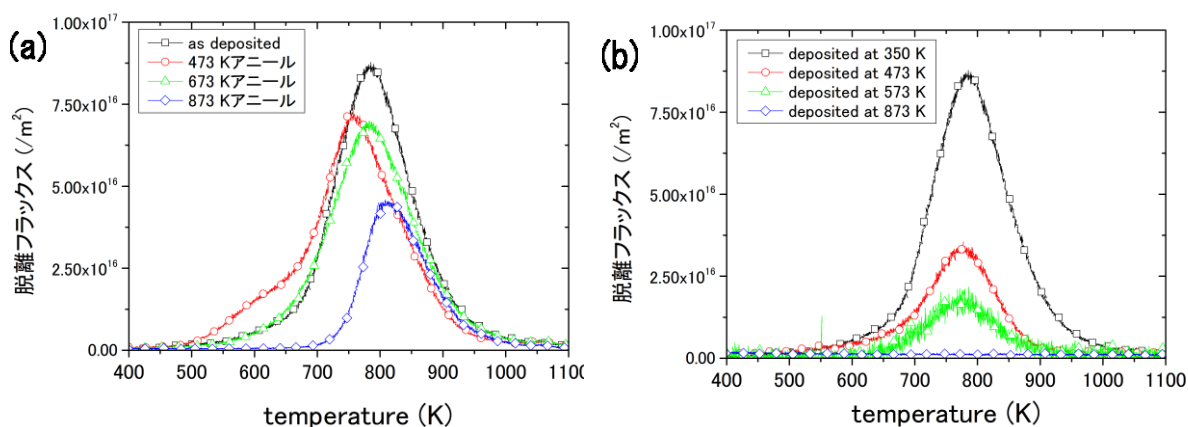 (a)
1.00x10^17
7.50x10^16
5.00x10^16
2.50x10^16
0.00
脱離フラックス (/m²)
as deposited
473 Kアニール
673 Kアニール
873 Kアニール
400 500 600 700 800 900 1000 1100
temperature (K)
(b)
1.00x10^17
7.50x10^16
5.00x10^16
2.50x10^16
0.00
脱離フラックス (/m²)
deposited at 350 K
deposited at 473 K
deposited at 573 K
deposited at 873 K
400 500 600 700 800 900 1000 1100
temperature (K)